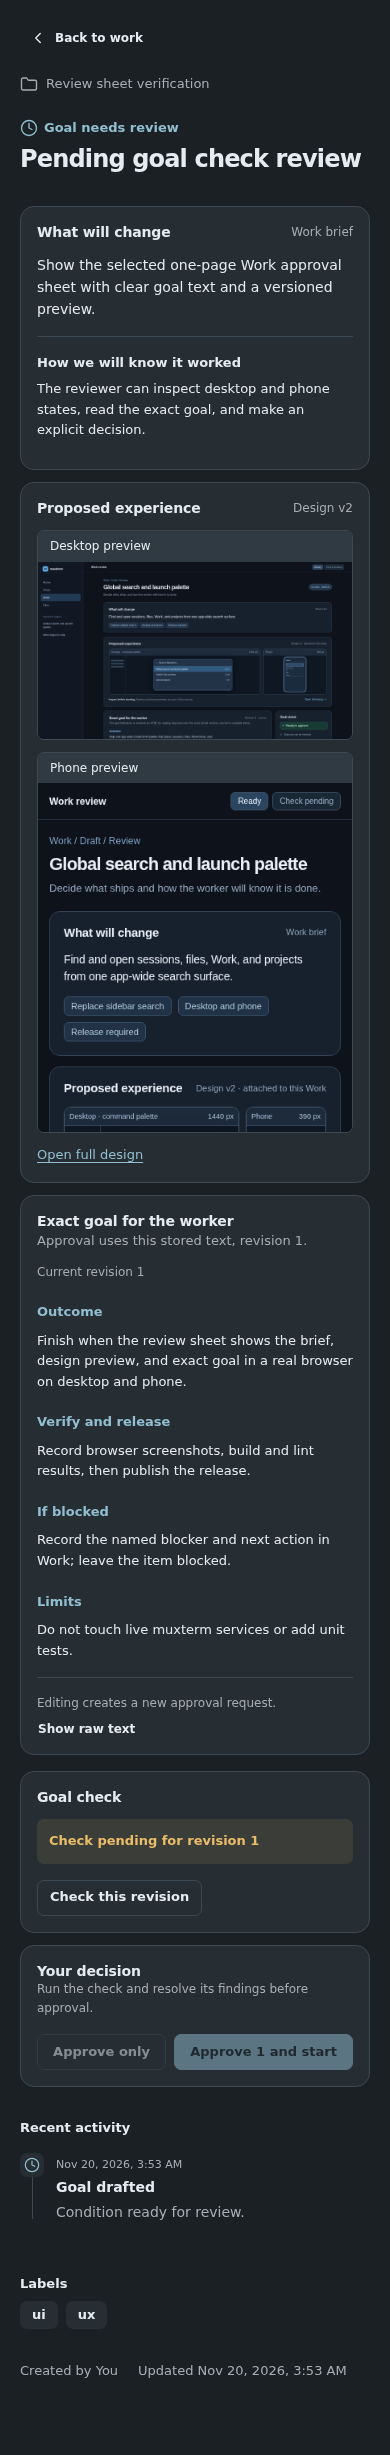 Back to work
Review sheet verification
Goal needs review
Pending goal check review
What will change
Work brief
Show the selected one-page Work approval
sheet with clear goal text and a versioned
preview.
How we will know it worked
The reviewer can inspect desktop and phone
states, read the exact goal, and make an
explicit decision.
Proposed experience
Design v2
Desktop preview
Global search and launch palette
What will change
Phone preview
Work review
Ready
Check pending
Work / Draft / Review
Global search and launch palette
Decide what ships and how the worker will know it is done.
What will change
Work brief
Find and open sessions, files, Work, and projects
from one app-wide search surface.
Replace sidebar search
Desktop and phone
Release required
Proposed experience
Design v2 · attached to this Work
Desktop · command palette
1440 px
Phone
390 px
Open full design
Exact goal for the worker
Approval uses this stored text, revision 1.
Current revision 1
Outcome
Finish when the review sheet shows the brief,
design preview, and exact goal in a real browser
on desktop and phone.
Verify and release
Record browser screenshots, build and lint
results, then publish the release.
If blocked
Record the named blocker and next action in
Work; leave the item blocked.
Limits
Do not touch live muxterm services or add unit
tests.
Editing creates a new approval request.
Show raw text
Goal check
Check pending for revision 1
Check this revision
Your decision
Run the check and resolve its findings before
approval.
Approve only
Approve 1 and start
Recent activity
Nov 20, 2026, 3:53 AM
Goal drafted
Condition ready for review.
Labels
ui
ux
Created by You
Updated Nov 20, 2026, 3:53 AM